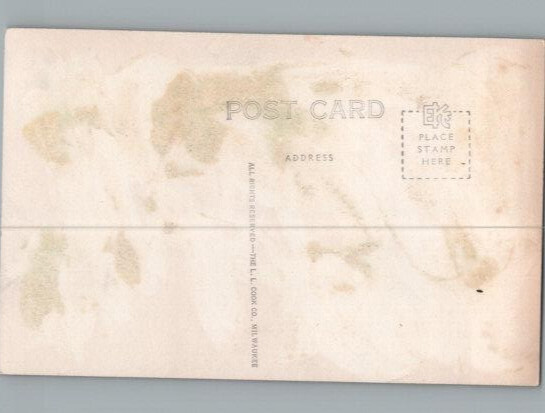 POST CARD
ADDRESS
PLACE
STAMP
HERE
ALL RIGHTS RESERVED—THE L. L. COOK CO., MILWAUKEE